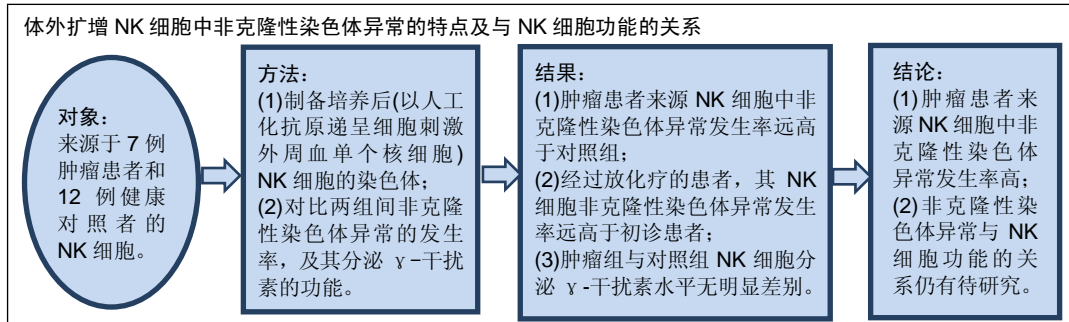 体外扩增 NK 细胞中非克隆性染色体异常的特点及与 NK 细胞功能的关系
对象：
来源于 7 例
肿瘤患者和
12 例健康
对照者的
NK 细胞。
方法：
(1)制备培养后(以人工
化抗原递呈细胞刺激
外周血单个核细胞)
NK 细胞的染色体；
(2)对比两组间非克隆
性染色体异常的发生
率，及其分泌 γ-干扰
素的功能。
结果：
(1)肿瘤患者来源 NK 细胞中非
克隆性染色体异常发生率远高
于对照组；
(2)经过放化疗的患者，其 NK
细胞非克隆性染色体异常发生
率远高于初诊患者；
(3)肿瘤组与对照组 NK 细胞分
泌 γ-干扰素水平无明显差别。
结论：
(1)肿瘤患者来
源 NK 细胞中非
克隆性染色体
异常发生率高；
(2)非克隆性染
色体异常与 NK
细胞功能的关
系仍有待研究。